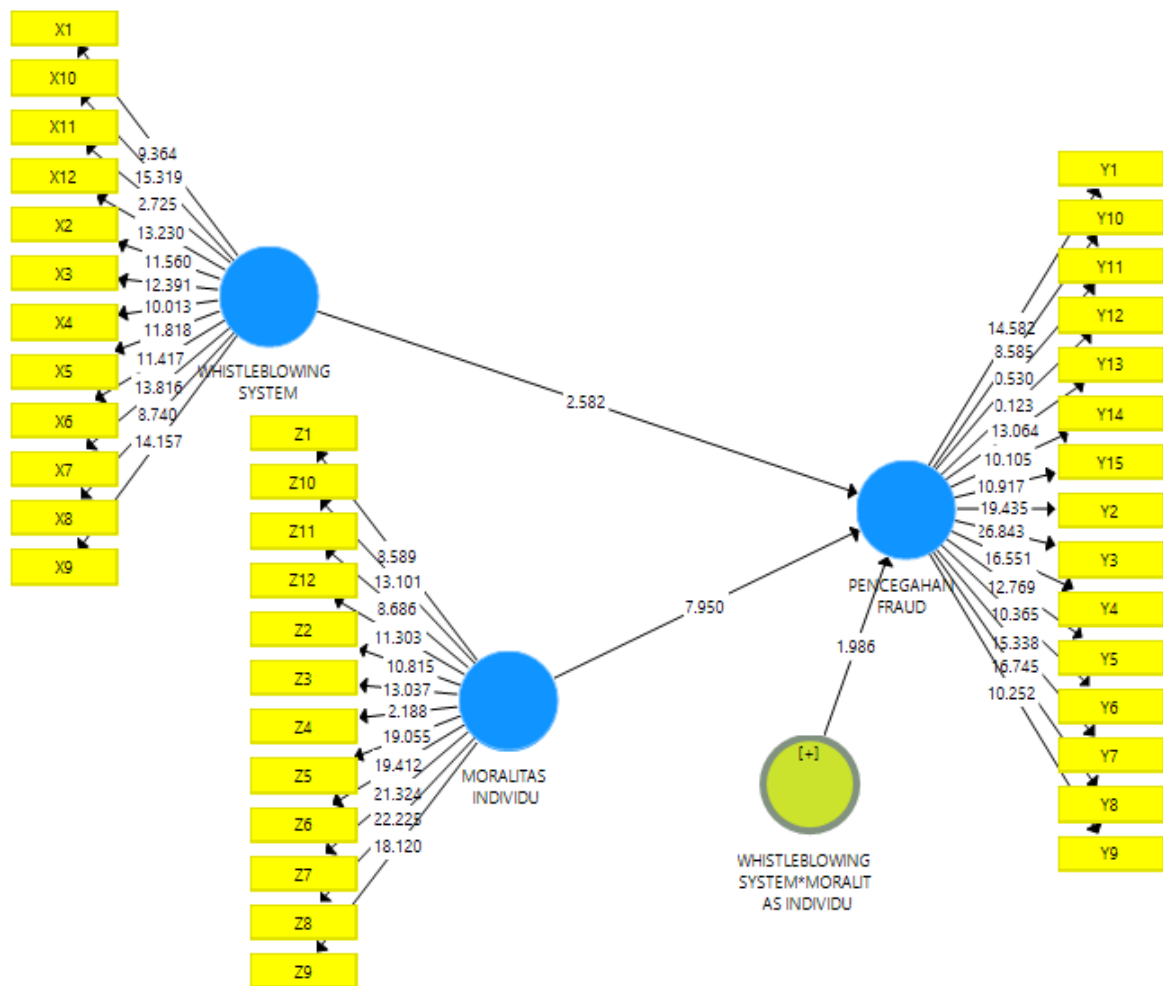 X1
X10
X11
X12
X2
X3
X4
X5
X6
X7
X8
X9
9.364
15.319
2.725
13.230
11.560
12.391
10.013
11.818
11.417
13.816
8.740
14.157
WHISTLEBLOWING
SYSTEM
2.582
Z1
Z10
Z11
Z12
Z2
Z3
Z4
Z5
Z6
Z7
Z8
Z9
8.589
13.101
8.686
11.303
10.815
13.037
2.188
19.055
19.412
21.324
22.225
18.120
MORALITAS
INDIVIDU
7.950
1.986
[+]
WHISTLEBLOWING
SYSTEM*MORALIT
AS INDIVIDU
PENCEGAHAN
FRAUD
14.582
8.585
0.530
0.123
13.064
10.105
10.917
19.435
26.843
16.551
12.769
10.365
15.338
16.745
10.252
Y1
Y10
Y11
Y12
Y13
Y14
Y15
Y2
Y3
Y4
Y5
Y6
Y7
Y8
Y9